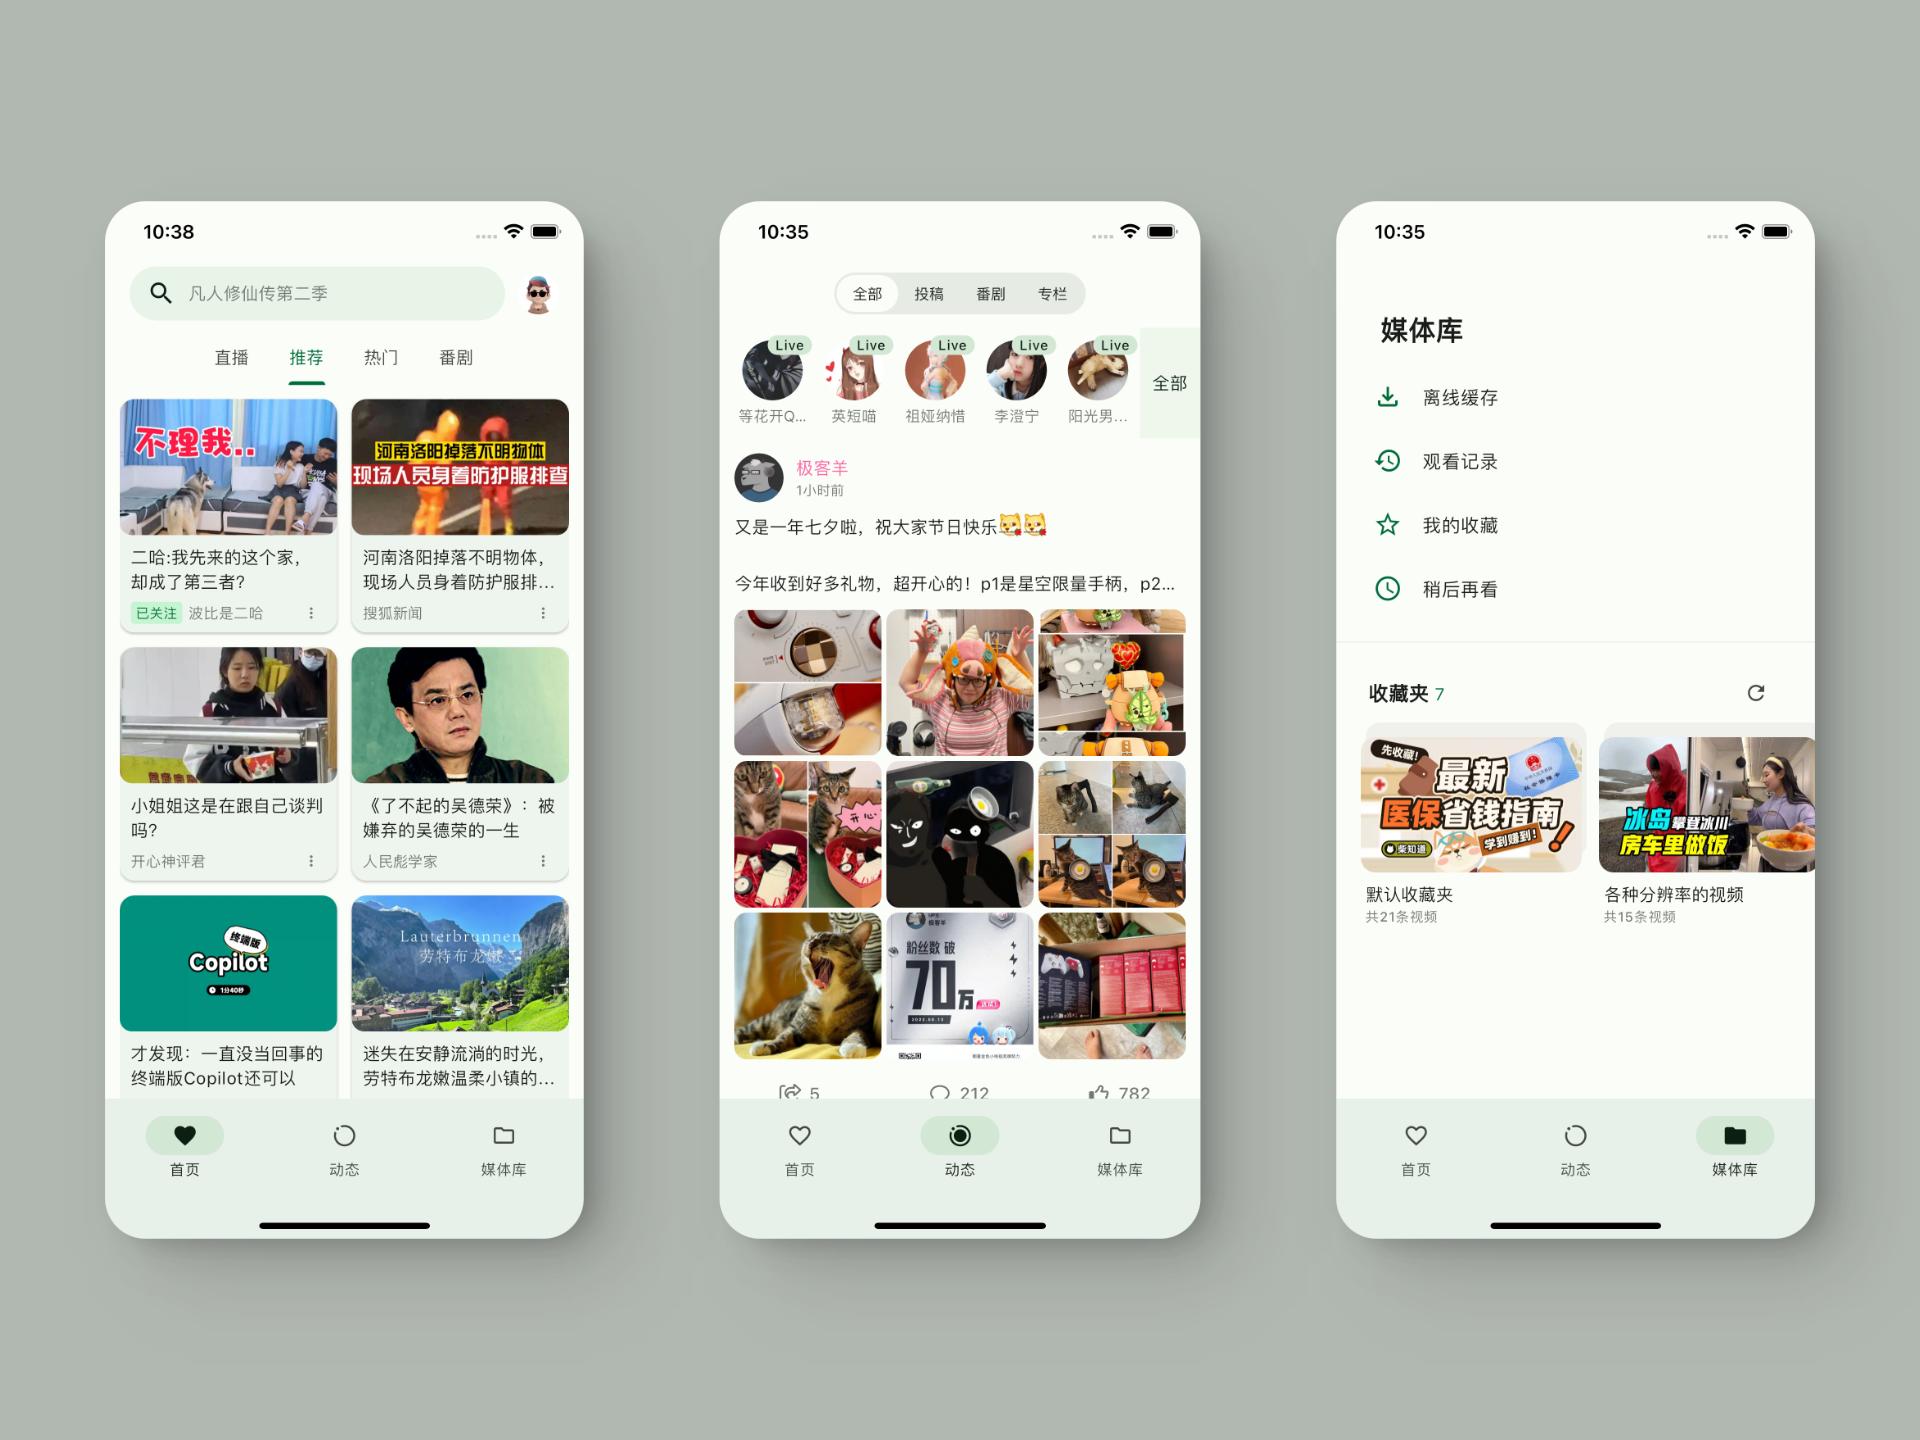 10:38
凡人修仙传第二季
直播
推荐
热门
番剧
不理我..
二哈:我先来的这个家,
却成了第三者?
已关注 波比是二哈
河南洛阳掉落不明物体
现场人员身着防护服排查
河南洛阳掉落不明物体,
现场人员身着防护服排...
搜狐新闻
小姐姐这是在跟自己谈判
吗?
开心神评君
《了不起的吴德荣》：被
嫌弃的吴德荣的一生
人民彪学家
终端版
Copilot
1分40秒
才发现：一直没当回事的
终端版Copilot还可以
Lauterbrunnen
劳特布龙嫩
迷失在安静流淌的时光,
劳特布龙嫩温柔小镇的...
首页
动态
媒体库
10:35
全部
投稿
番剧
专栏
Live
Live
Live
Live
Live
等花开Q...
英短喵
祖娅纳惜
李澄宁
阳光男...
全部
极客羊
1小时前
又是一年七夕啦，祝大家节日快乐
今年收到好多礼物，超开心的！p1是星空限量手柄，p2...
开心
极客羊
粉丝数 破
70万
2022.06.13
5
212
782
首页
动态
媒体库
10:35
媒体库
离线缓存
观看记录
我的收藏
稍后再看
收藏夹 7
先收藏!
最新
医保省钱指南
柴知道
学到赚到!
默认收藏夹
共21条视频
冰岛攀登冰川
房车里做饭
各种分辨率的视频
共15条视频
首页
动态
媒体库